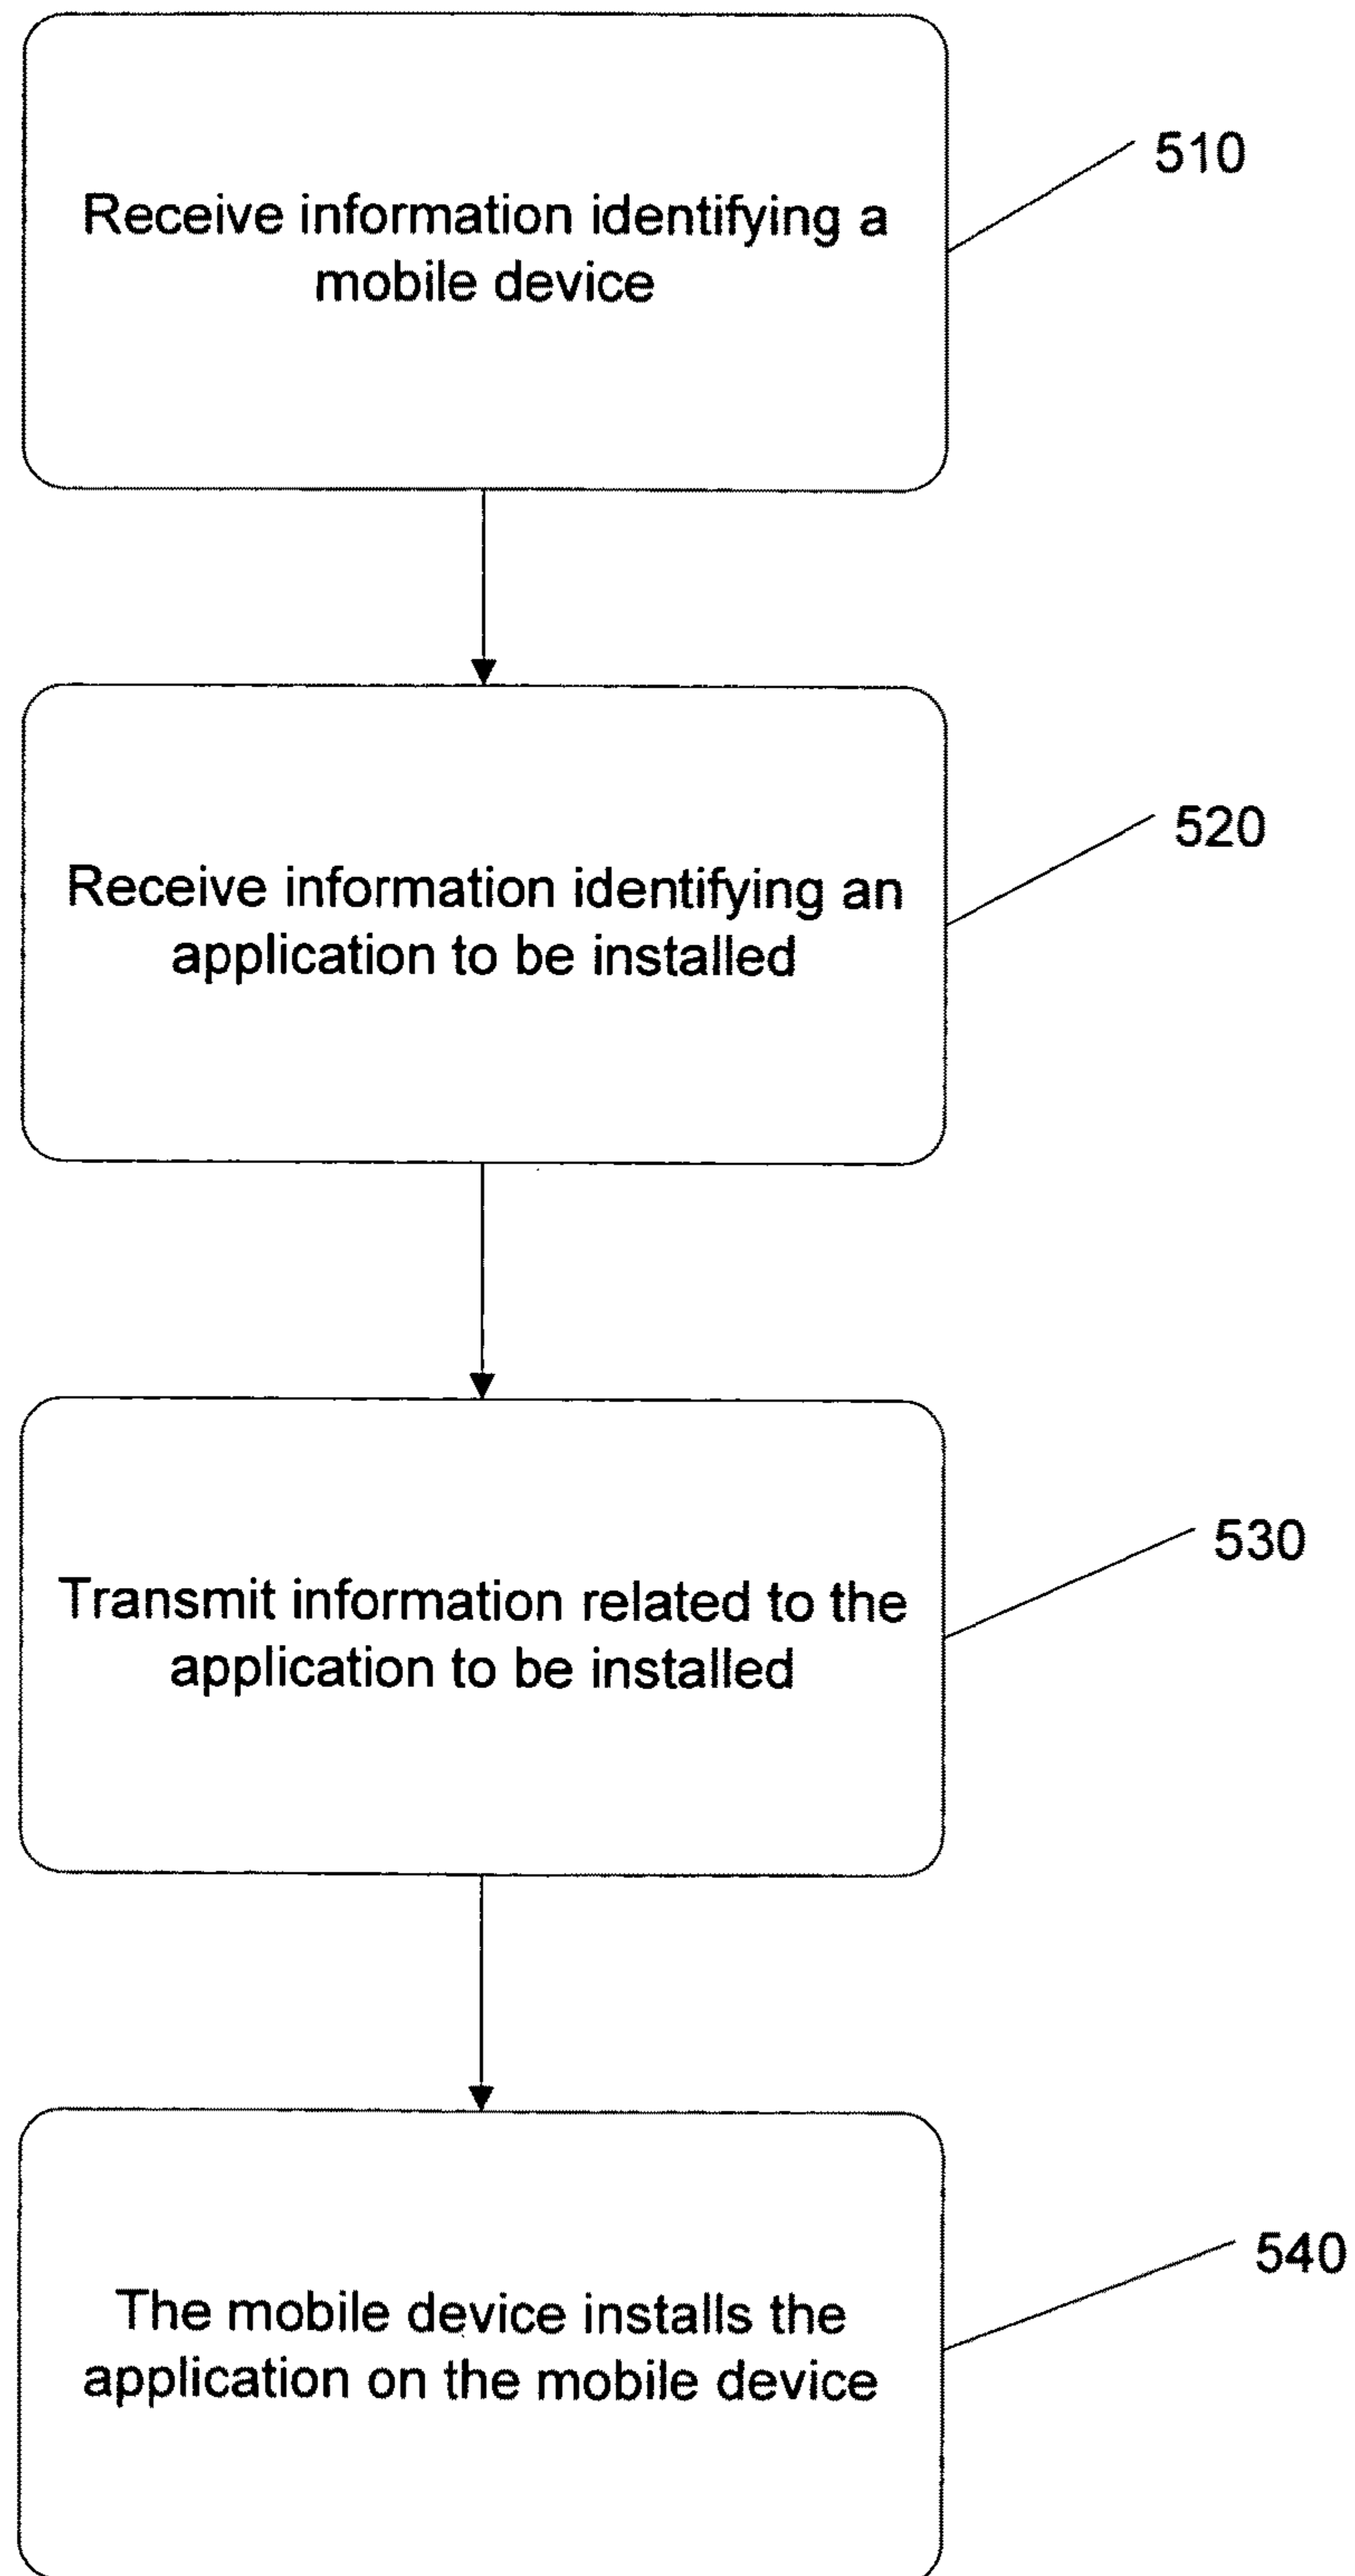 510
Receive information identifying a
mobile device
520
Receive information identifying an
application to be installed
530
Transmit information related to the
application to be installed
540
The mobile device installs the
application on the mobile device